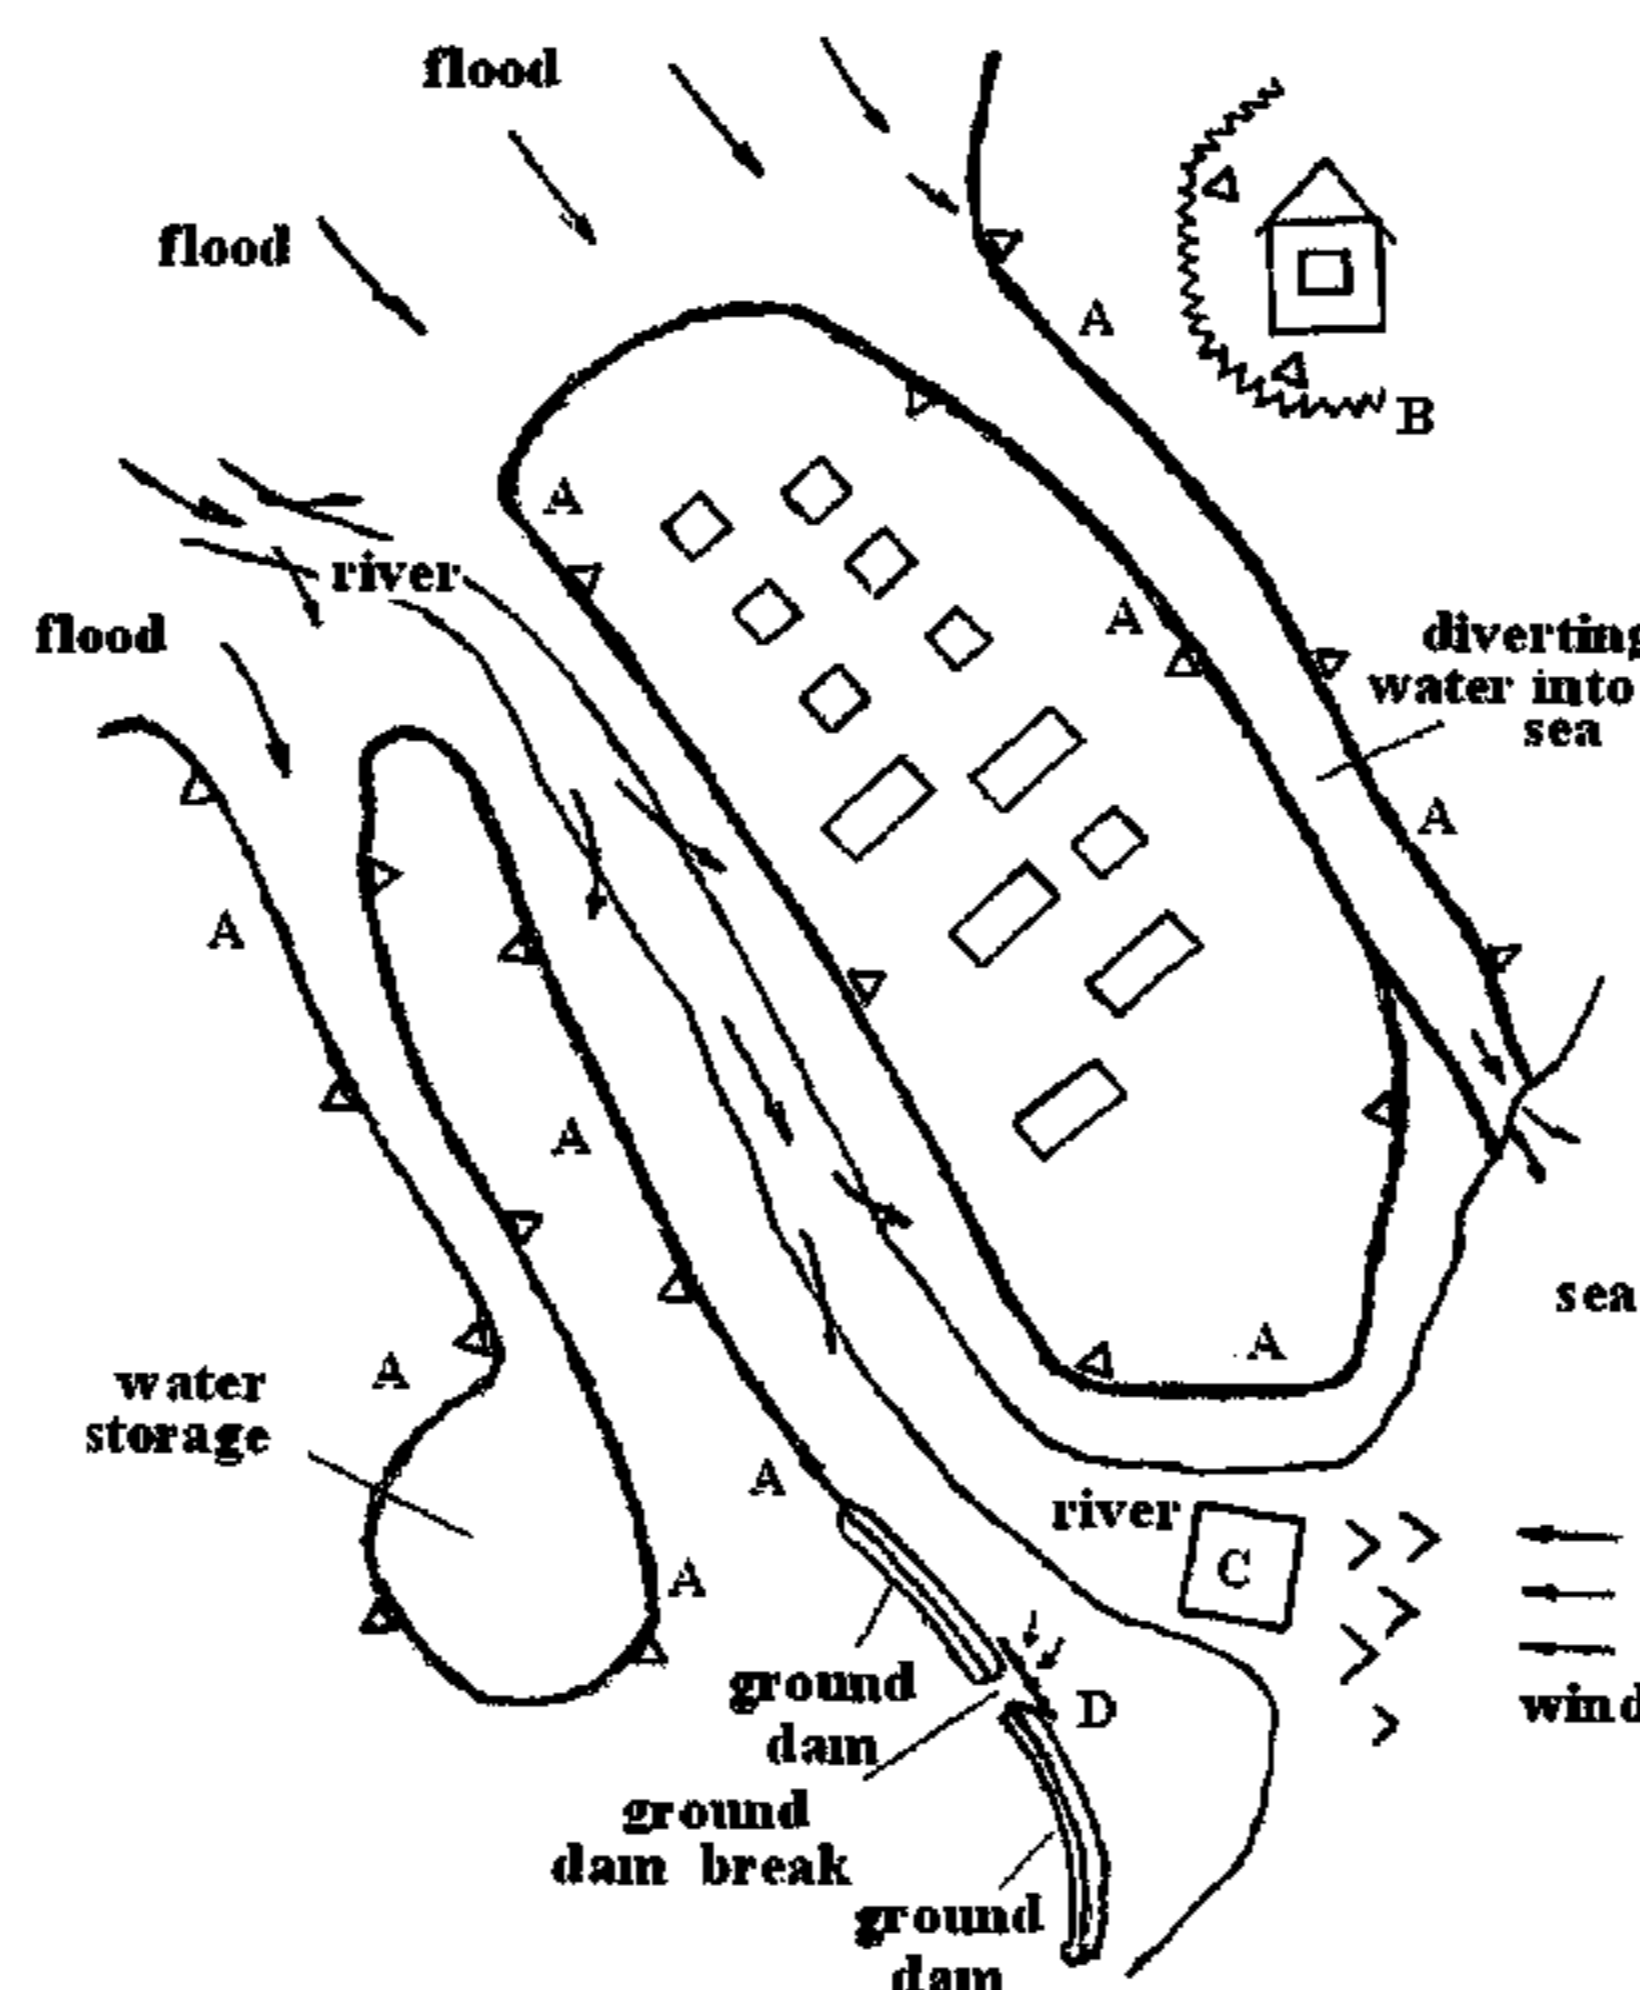 flood
flood
A
B
A
river
A
flood
diverting
water into
sea
A
A
A
sea
A
A
water
storage
A
A
river
C
ground
dam
D
wind
ground
dam break
ground
dam